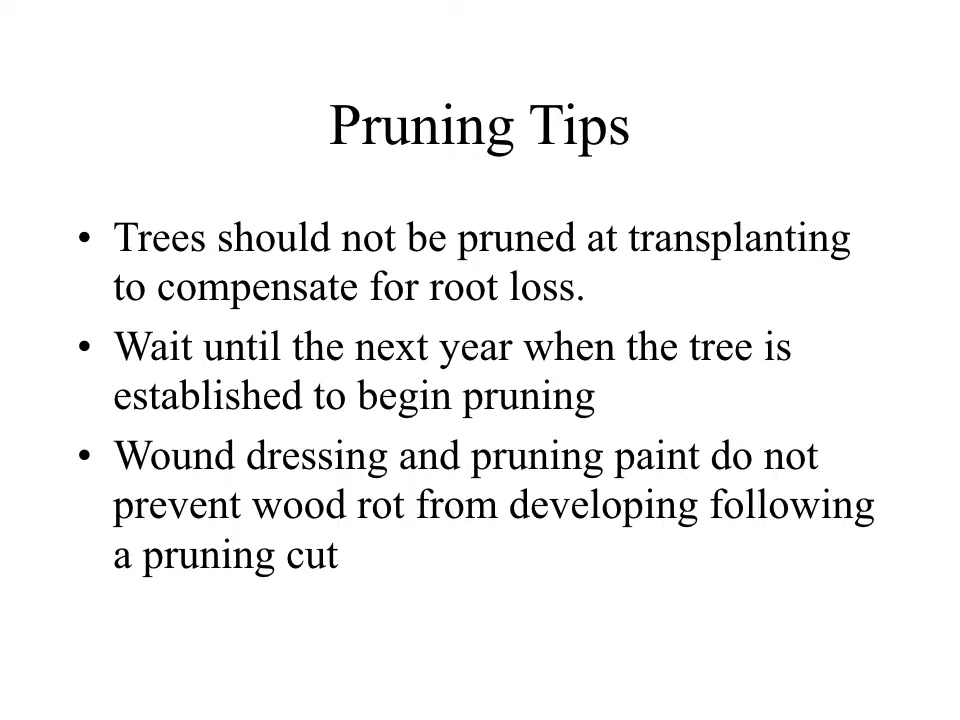 Pruning Tips
• Trees should not be pruned at transplanting
to compensate for root loss.
• Wait until the next year when the tree is
established to begin pruning
• Wound dressing and pruning paint do not
prevent wood rot from developing following
a pruning cut